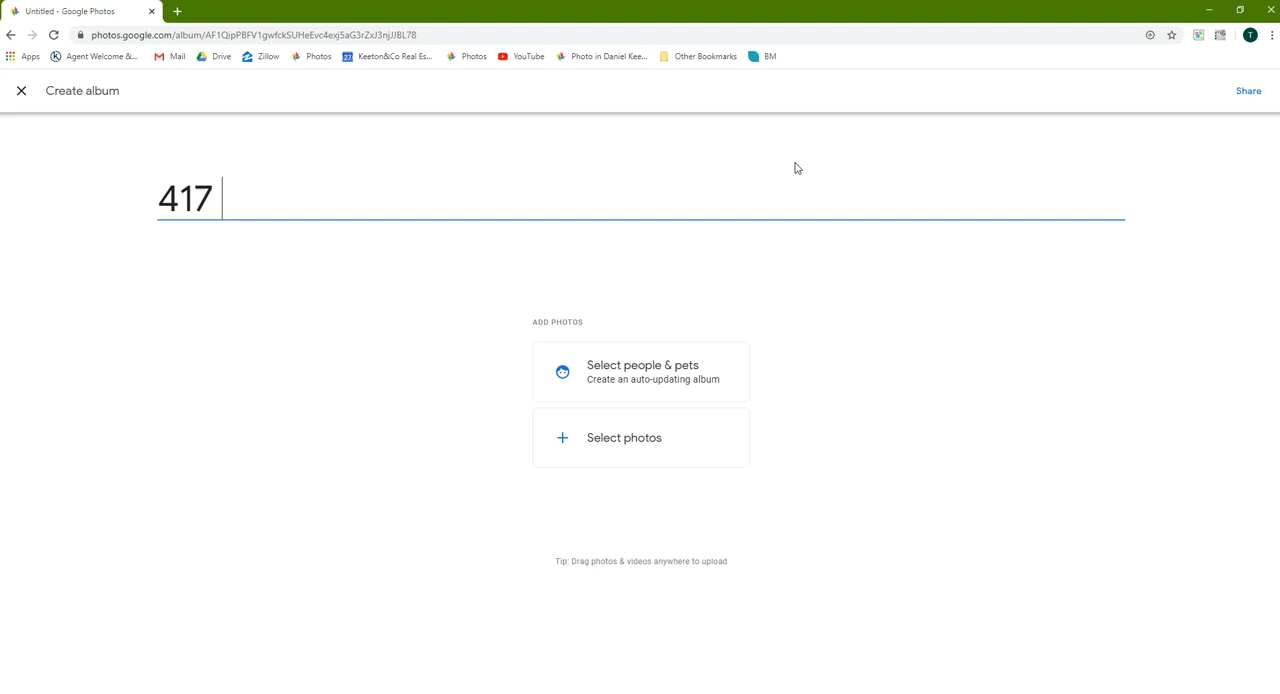 Untitled - Google Photos
photos.google.com/album/AF1QipPBFV1gwfckSUHeEvc4exj5aG3rZxJ3njJJBL78
T
Apps Agent Welcome &... Mail Drive Zillow Photos 27 Keeton&Co Real Es... Photos YouTube Photo in Daniel Kee... Other Bookmarks BM
Create album
Share
417
ADD PHOTOS
Select people & pets
Create an auto-updating album
Select photos
Tip: Drag photos & videos anywhere to upload